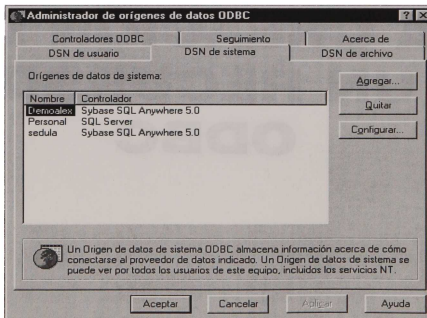 Administrador de orígenes de datos ODBC
Controladores ODBC
Seguimiento
Acerca de
DSN de usuario
DSN de sistema
DSN de archivo
Orígenes de datos de sistema:
Nombre Controlador
Demoalex Sybase SQL Anywhere 5.0
Personal SQL Server
sedula Sybase SQL Anywhere 5.0
Agregar...
Quitar
Configurar...
Un Origen de datos de sistema ODBC almacena información acerca de cómo
conectarse al proveedor de datos indicado. Un Origen de datos de sistema se
puede ver por todos los usuarios de este equipo, incluidos los servicios NT.
Aceptar
Cancelar
Aplicar
Ayuda